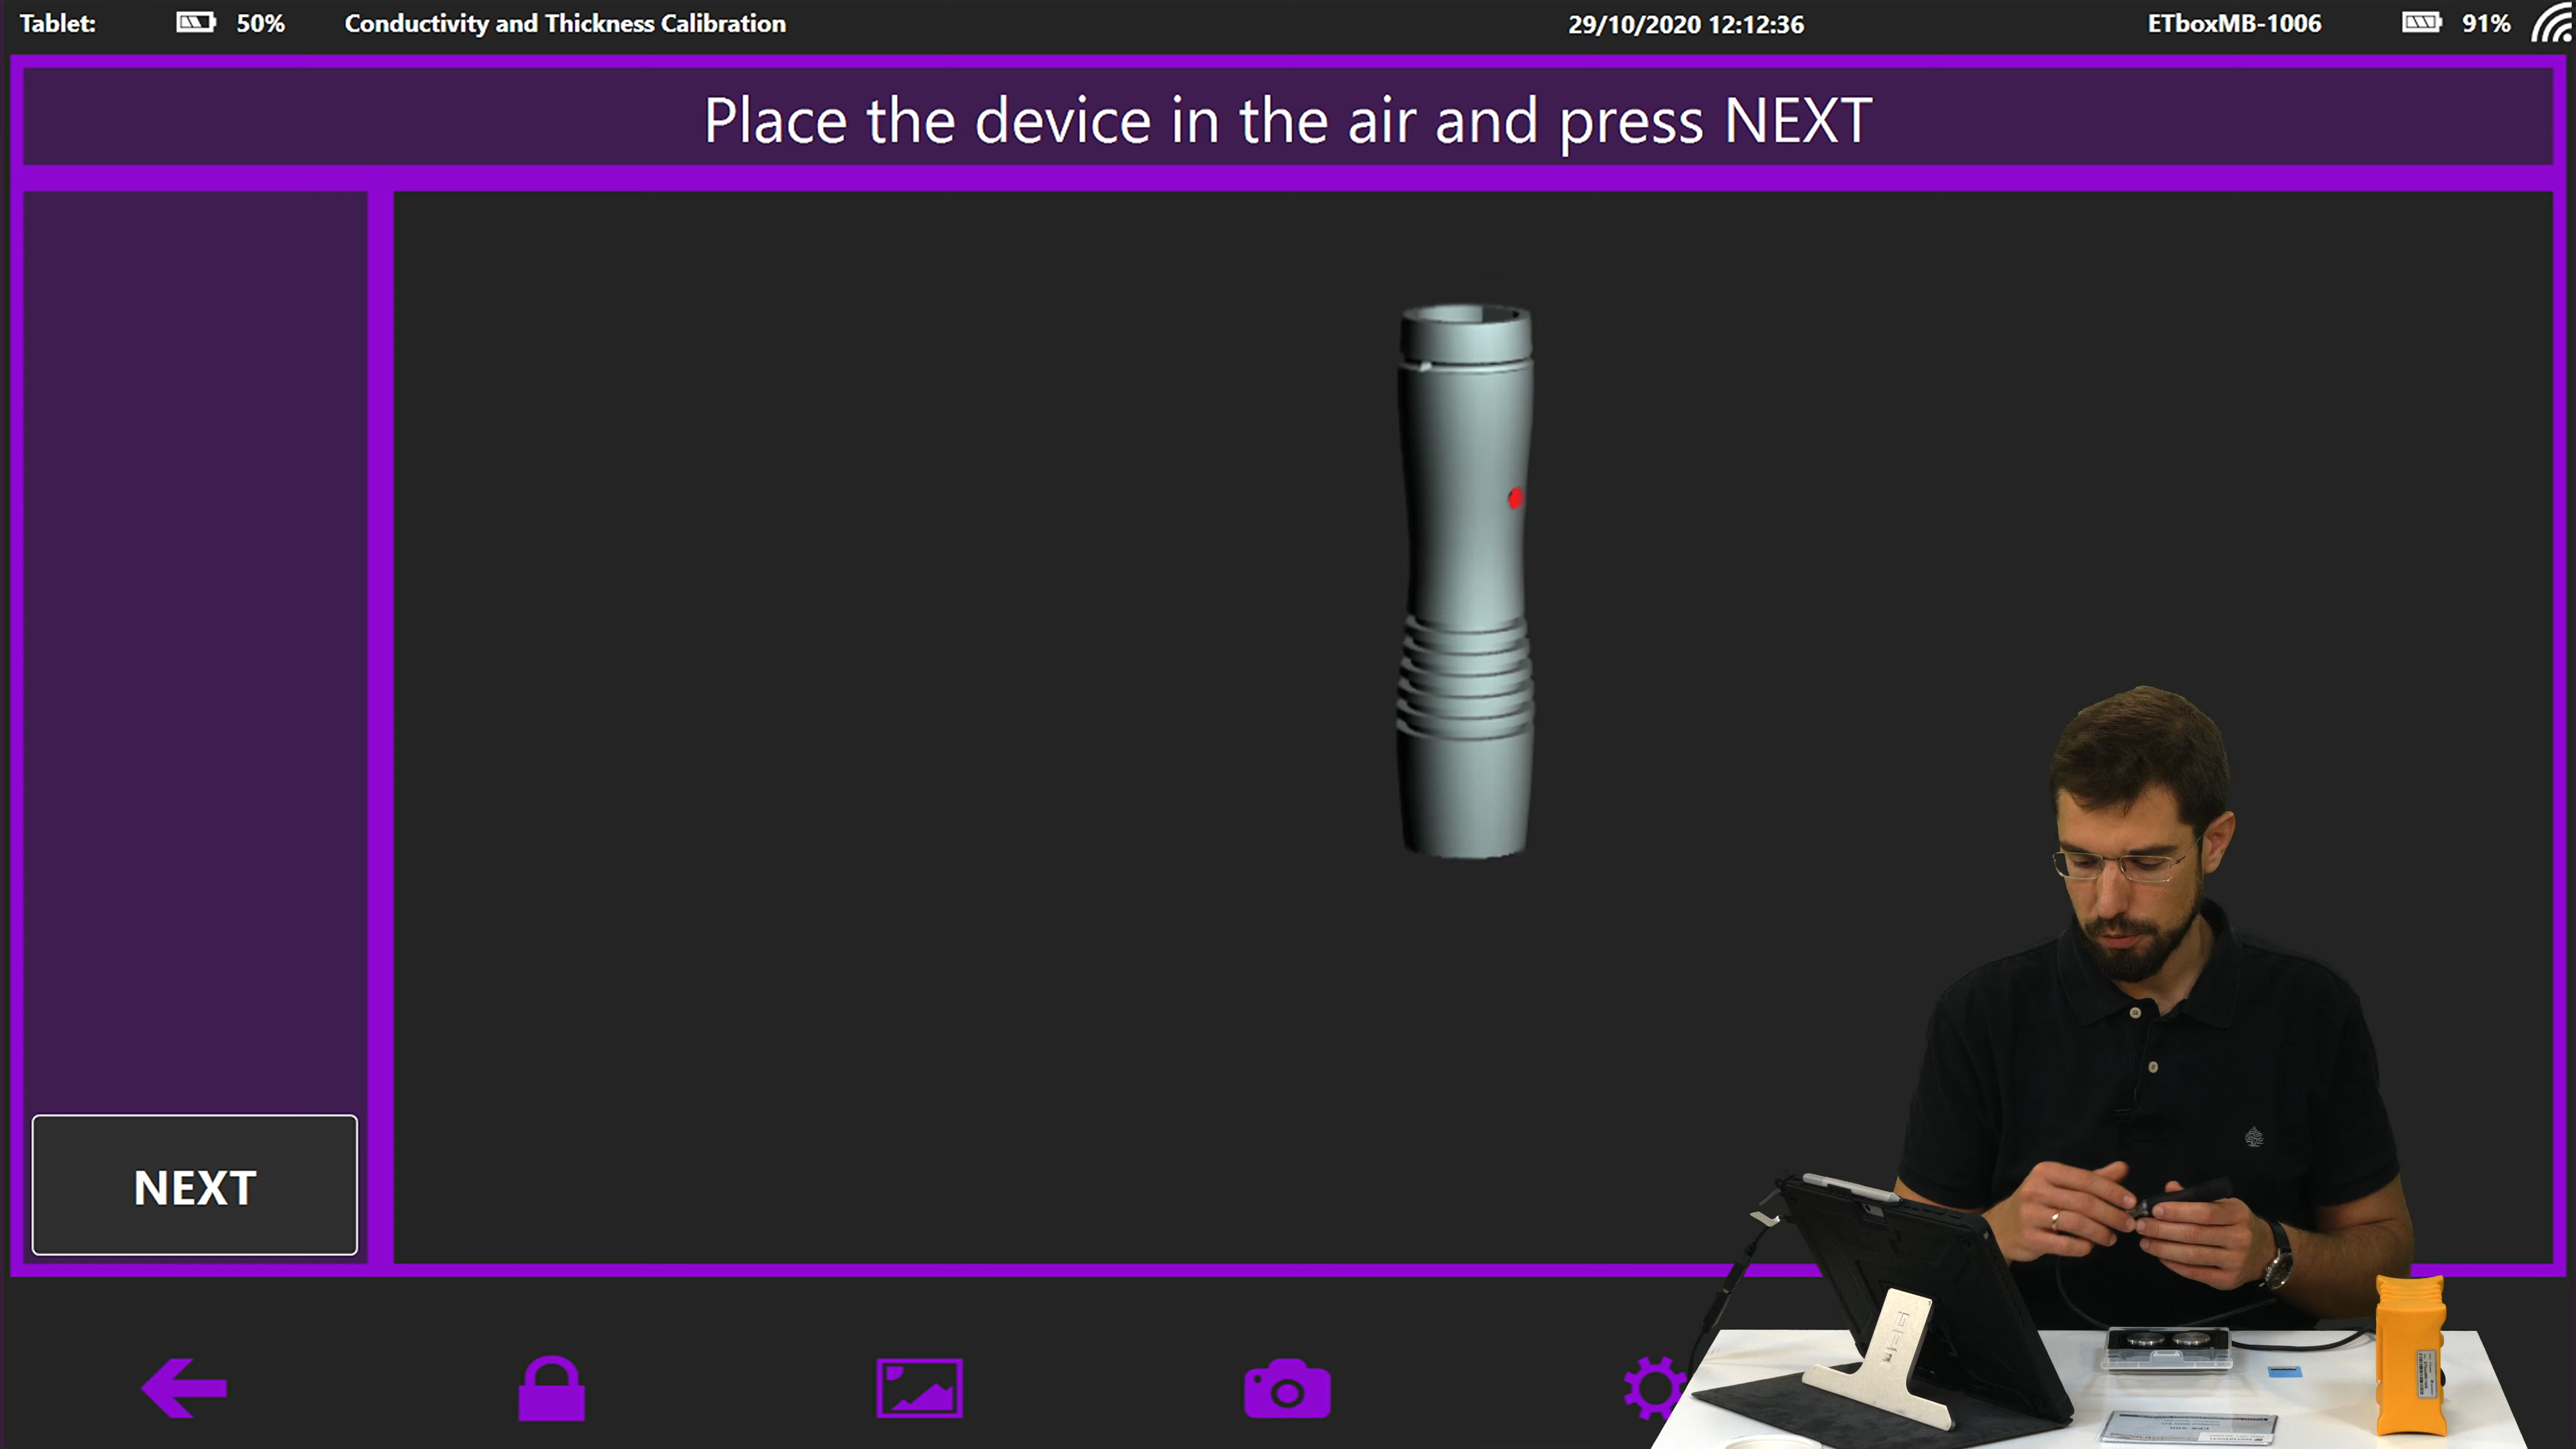 Tablet: 50% Conductivity and Thickness Calibration 29/10/2020 12:12:36 ETboxMB-1006 91%
Place the device in the air and press NEXT
NEXT